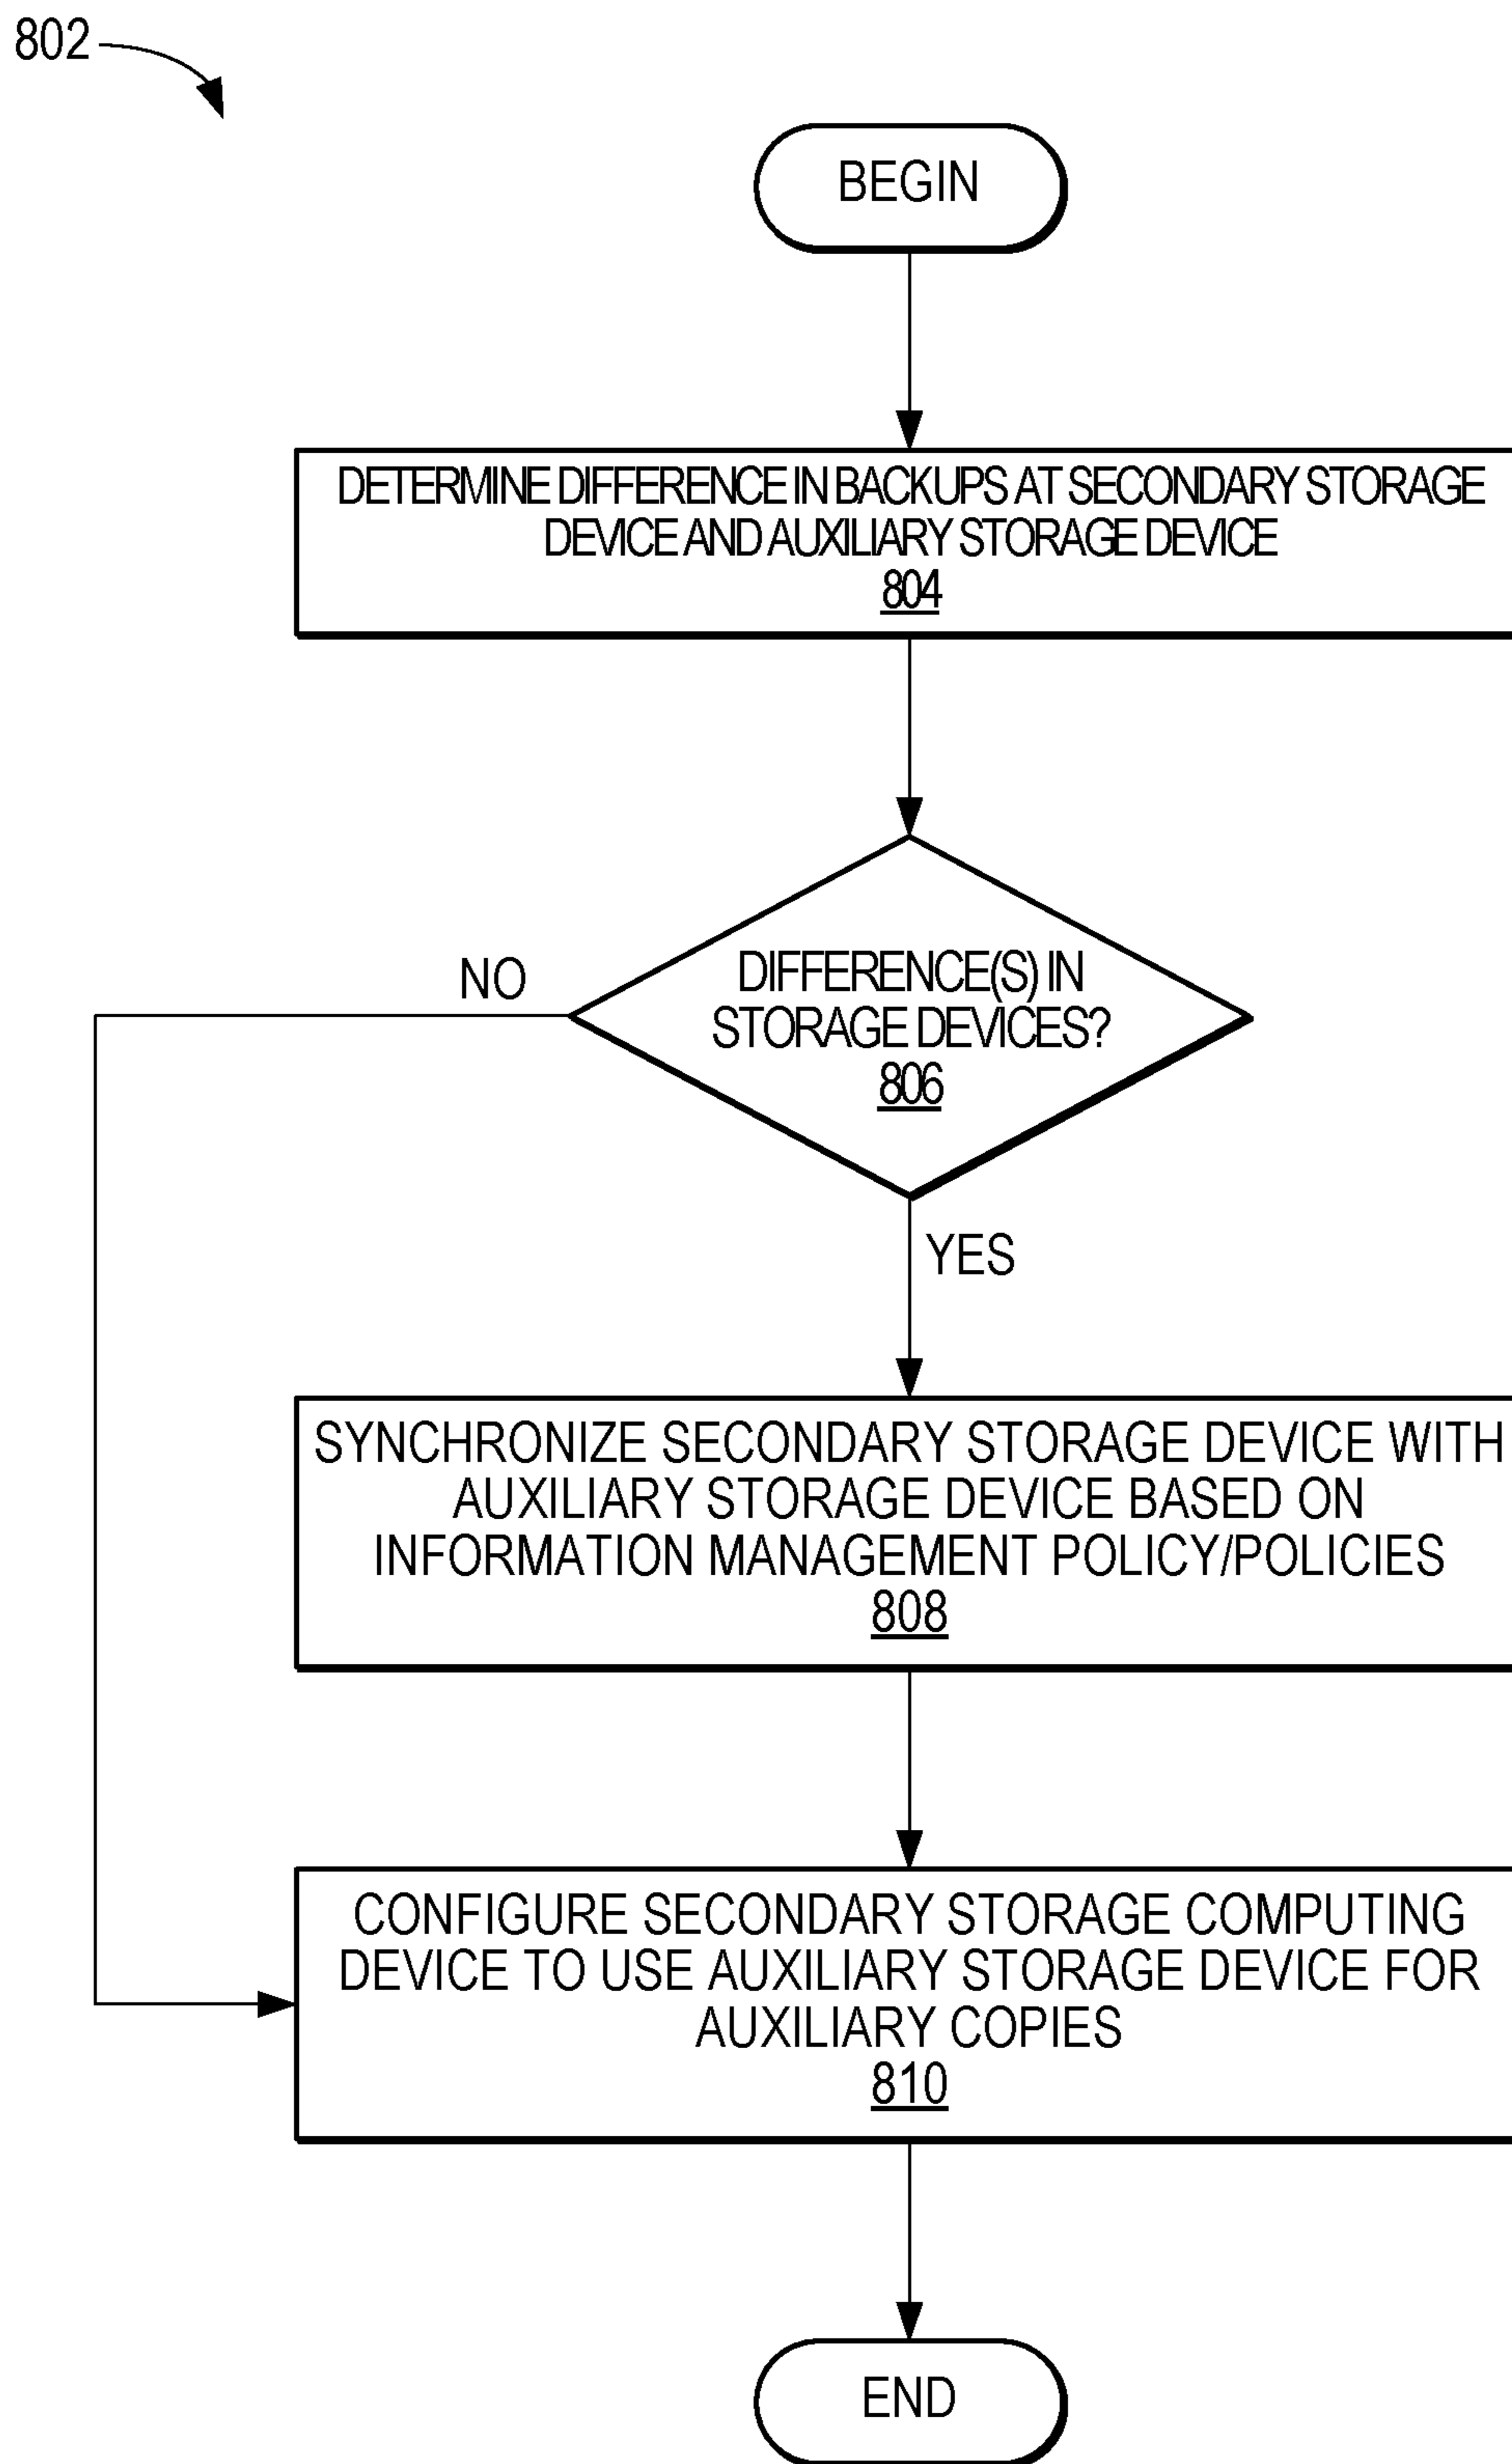 802
BEGIN
DETERMINE DIFFERENCE IN BACKUPS AT SECONDARY STORAGE
DEVICE AND AUXILIARY STORAGE DEVICE
804
DIFFERENCE(S) IN
STORAGE DEVICES?
806
NO
YES
SYNCHRONIZE SECONDARY STORAGE DEVICE WITH
AUXILIARY STORAGE DEVICE BASED ON
INFORMATION MANAGEMENT POLICY/POLICIES
808
CONFIGURE SECONDARY STORAGE COMPUTING
DEVICE TO USE AUXILIARY STORAGE DEVICE FOR
AUXILIARY COPIES
810
END